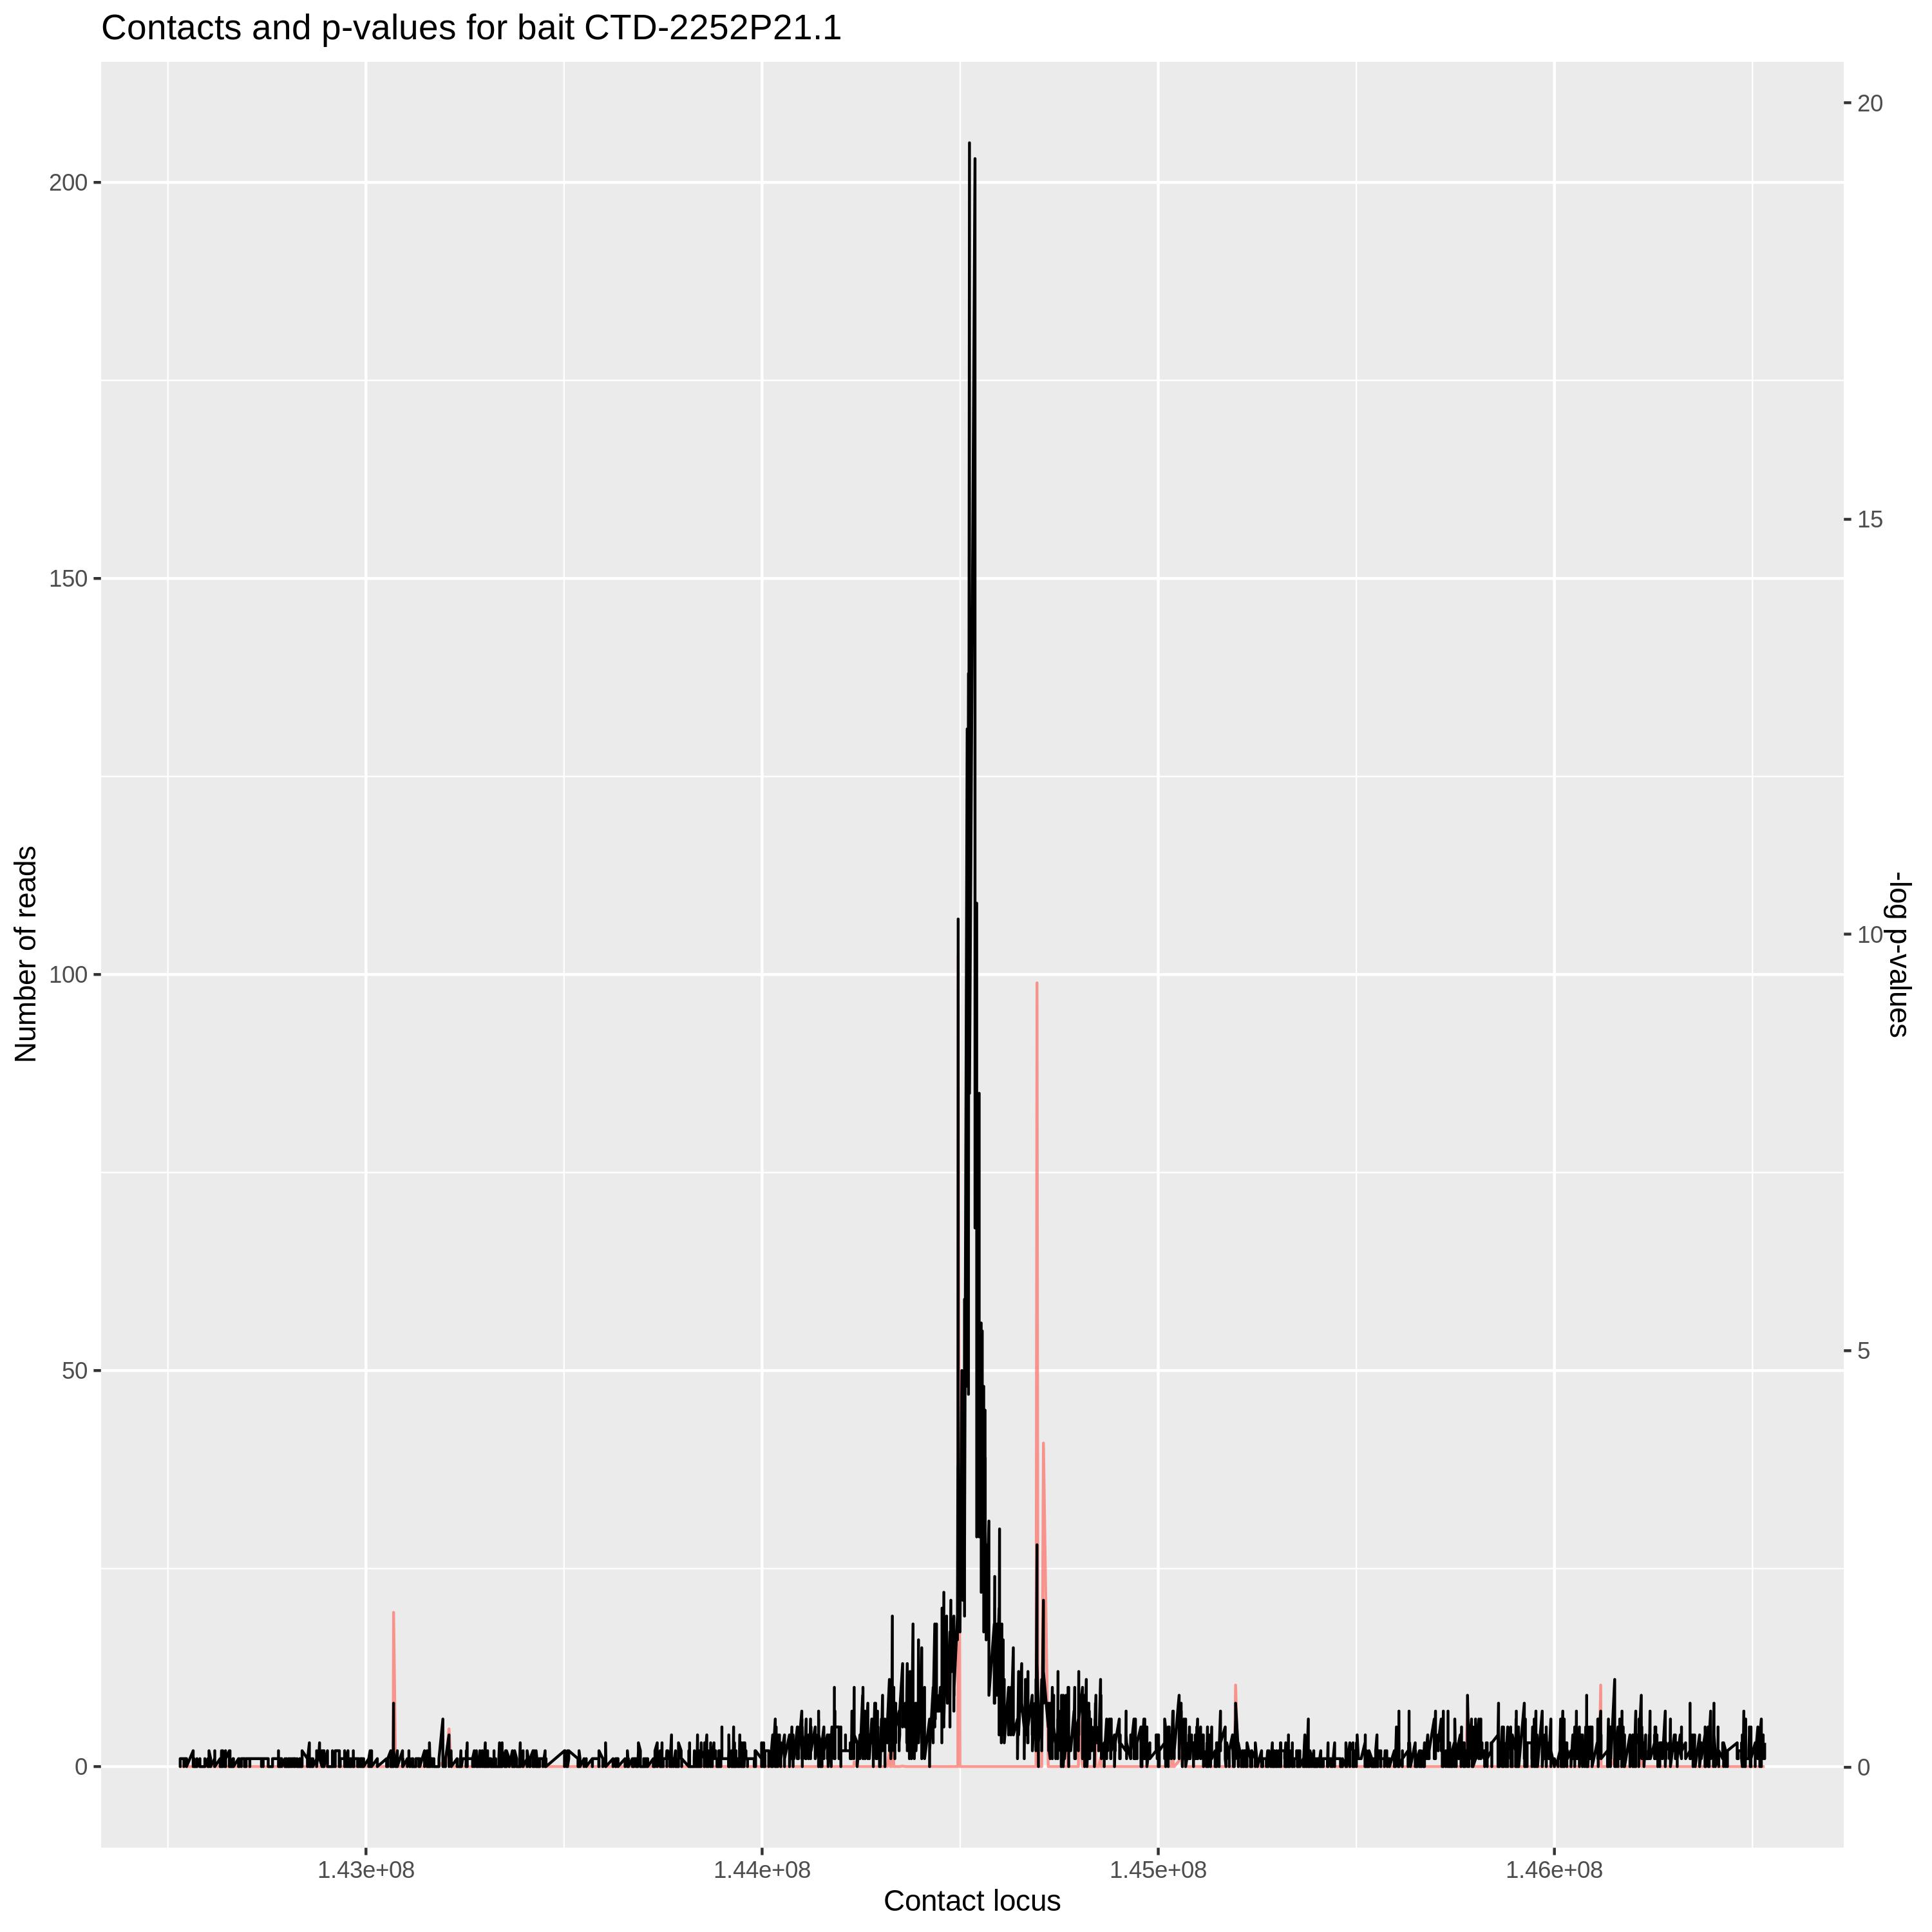 Contacts and p-values for bait CTD-2252P21.1
Number of reads
200
150
100
50
0
20
15
10
5
0
-log p-values
1.43e+08
1.44e+08
1.45e+08
1.46e+08
Contact locus